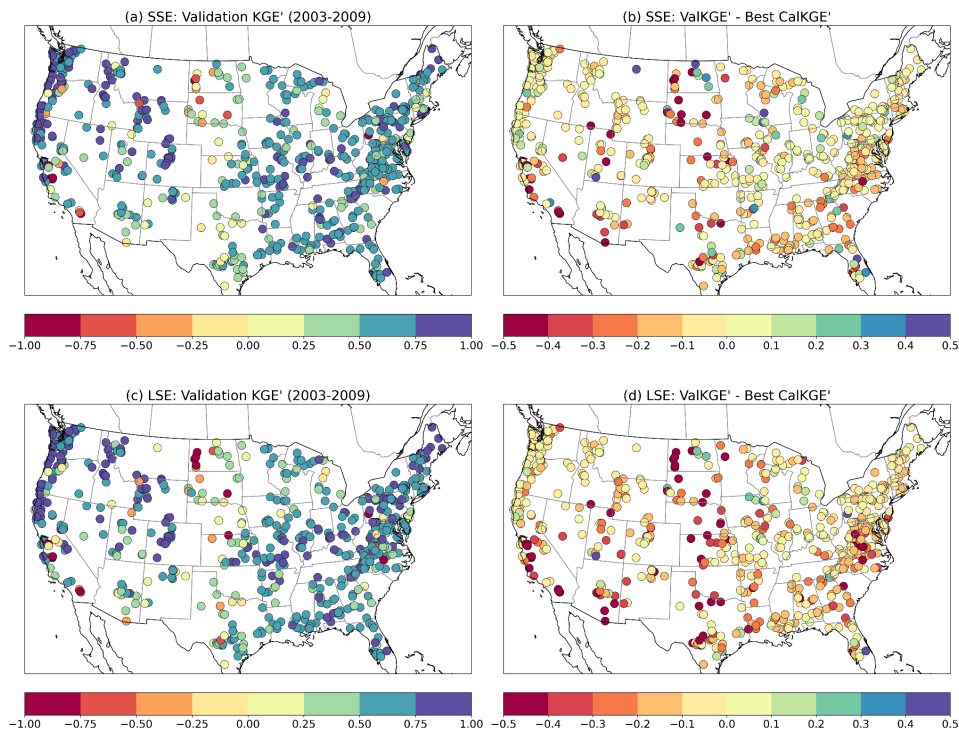 (a) SSE: Validation KGE' (2003-2009)
(b) SSE: ValKGE' - Best CalKGE'
−1.00 −0.75 −0.50 −0.25 0.00 0.25 0.50 0.75 1.00
−0.5 −0.4 −0.3 −0.2 −0.1 0.0 0.1 0.2 0.3 0.4 0.5
(c) LSE: Validation KGE' (2003-2009)
(d) LSE: ValKGE' - Best CalKGE'
−1.00 −0.75 −0.50 −0.25 0.00 0.25 0.50 0.75 1.00
−0.5 −0.4 −0.3 −0.2 −0.1 0.0 0.1 0.2 0.3 0.4 0.5